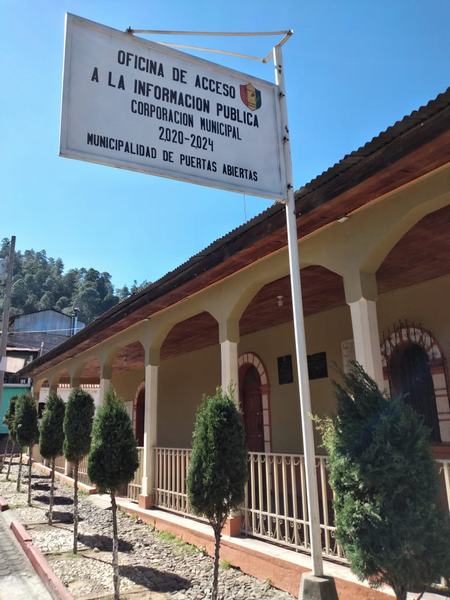 OFICINA DE ACCESO
A LA INFORMACION PUBLICA
CORPORACION MUNICIPAL
2020-2024
MUNICIPALIDAD DE PUERTAS ABIERTAS